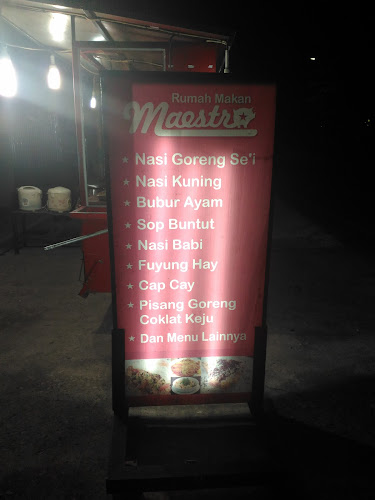 Rumah Makan
Maestro
Nasi Goreng Se'i
Nasi Kuning
Bubur Ayam
Sop Buntut
Nasi Babi
Fuyung Hay
Cap Cay
Pisang Goreng
Coklat Keju
Dan Menu Lainnya